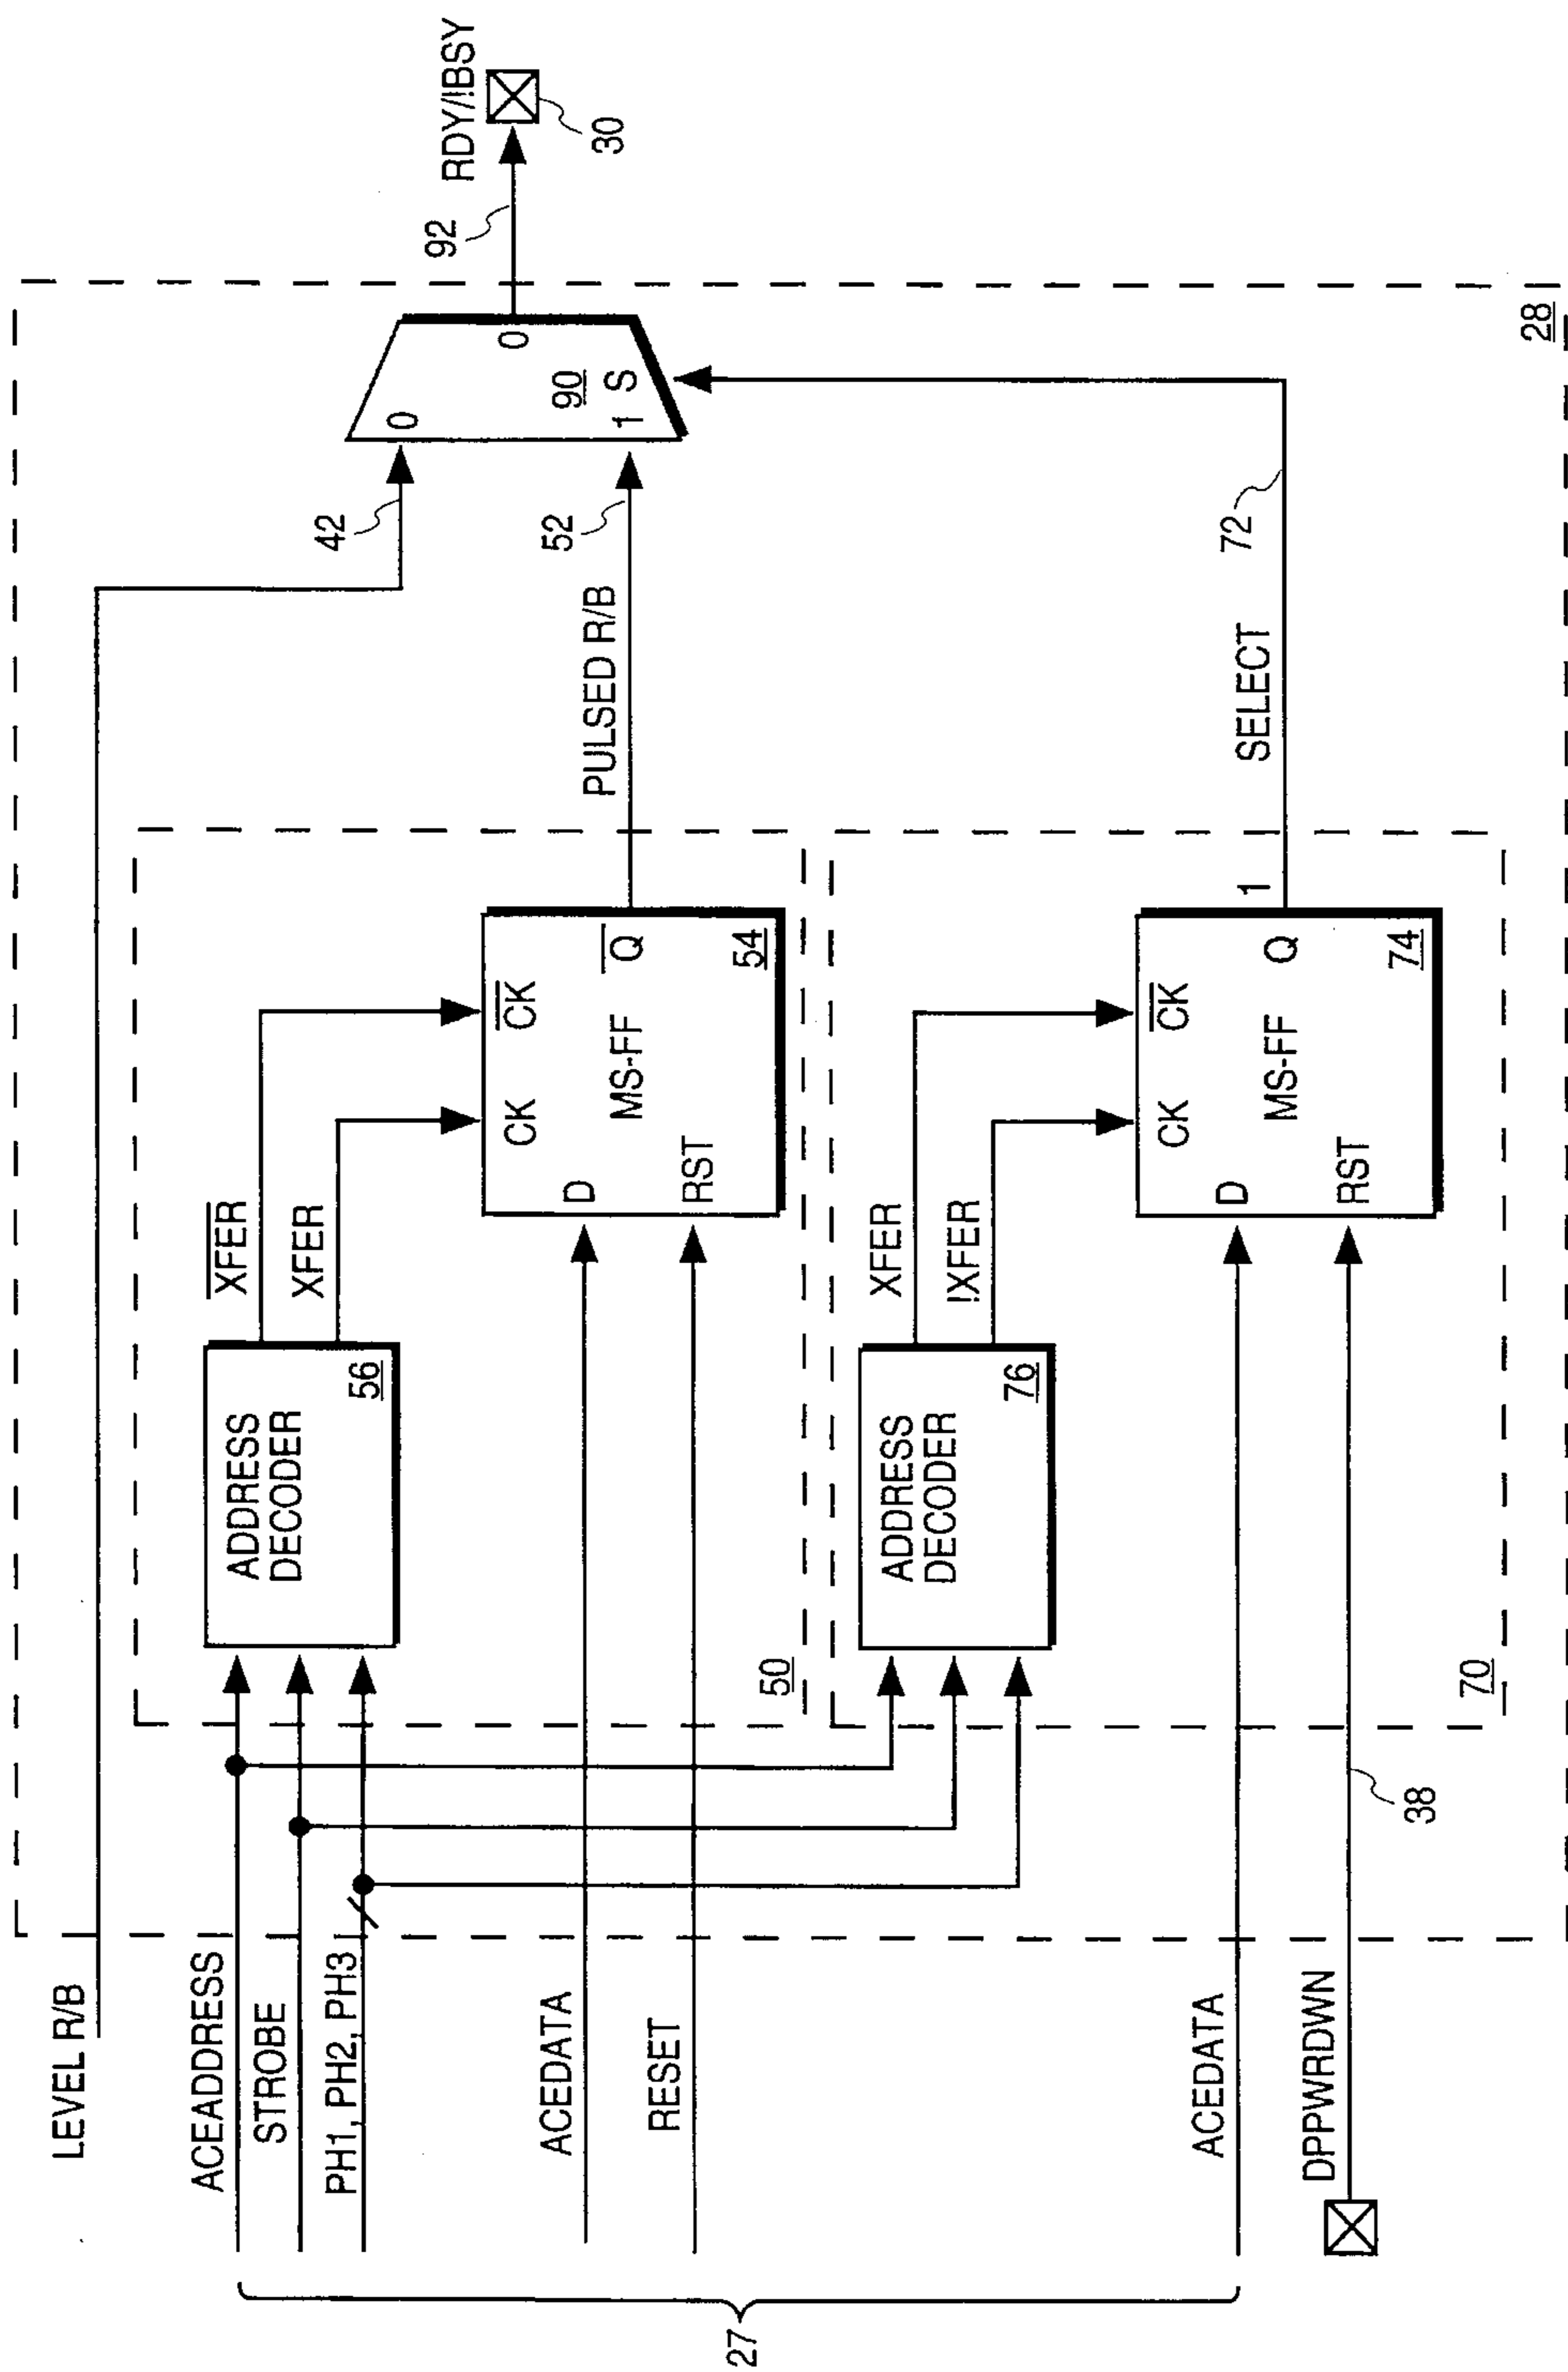 LEVEL R/B
ACEADDRESS
STROBE
PH1, PH2, PH3
ACEDATA
RESET
ACEDATA
DPPWRDWN
27
38
ADDRESS
DECODER
56
XFER
XFER
CK
CK
D
MS-FF
Q
RST
54
50
PULSED R/B
52
42
ADDRESS
DECODER
76
XFER
!XFER
CK
CK
D
MS-FF
Q
1
RST
74
70
SELECT
72
0
0
90
1
S
92
RDY/!BSY
30
28